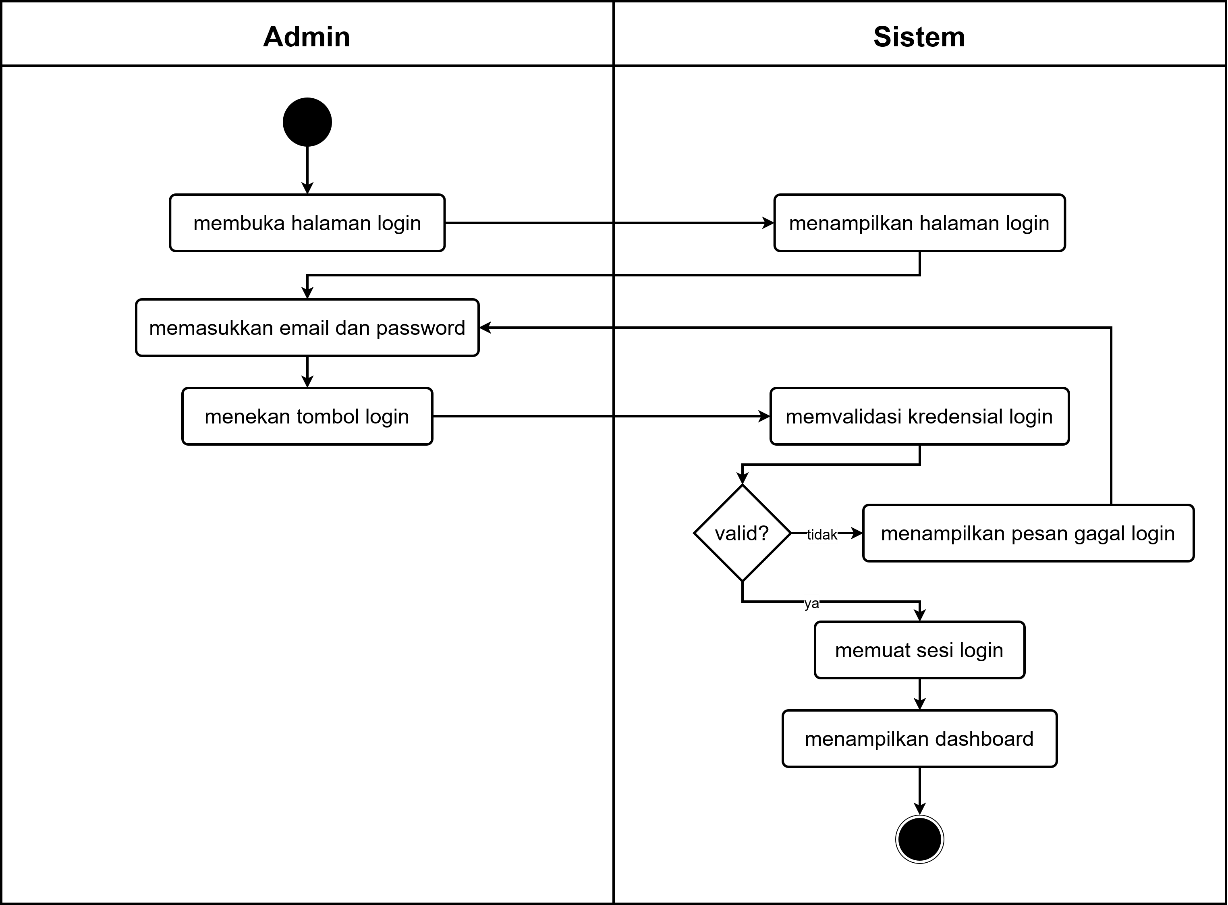 Admin
Sistem
membuka halaman login
menampilkan halaman login
memasukkan email dan password
menekan tombol login
memvalidasi kredensial login
valid?
tidak
menampilkan pesan gagal login
ya
memuat sesi login
menampilkan dashboard